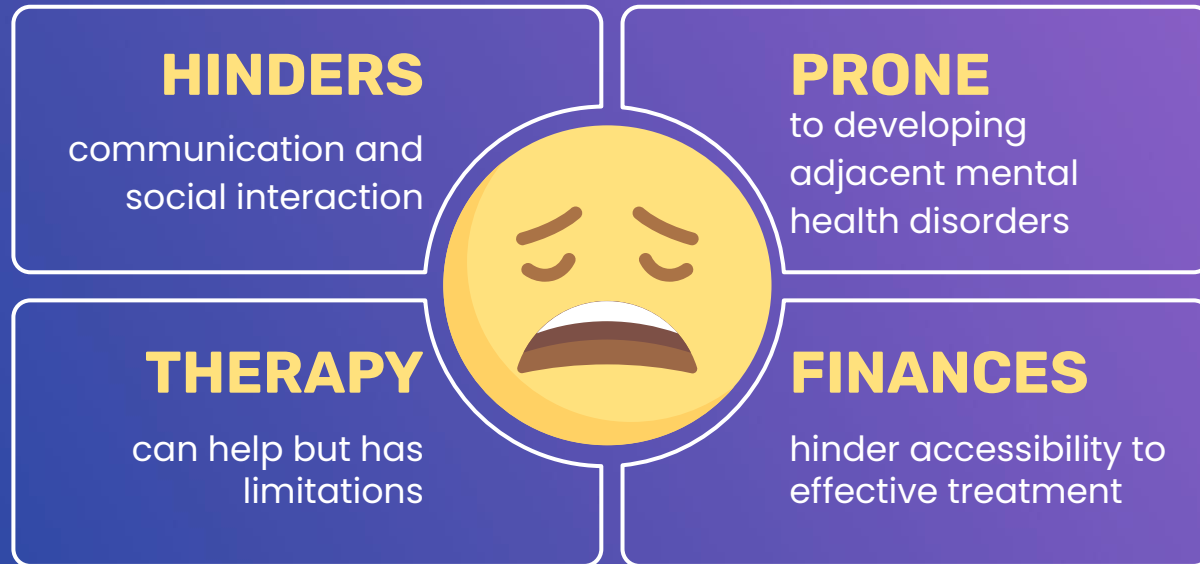 HINDERS
communication and
social interaction
PRONE
to developing
adjacent mental
health disorders
THERAPY
can help but has
limitations
FINANCES
hinder accessibility to
effective treatment